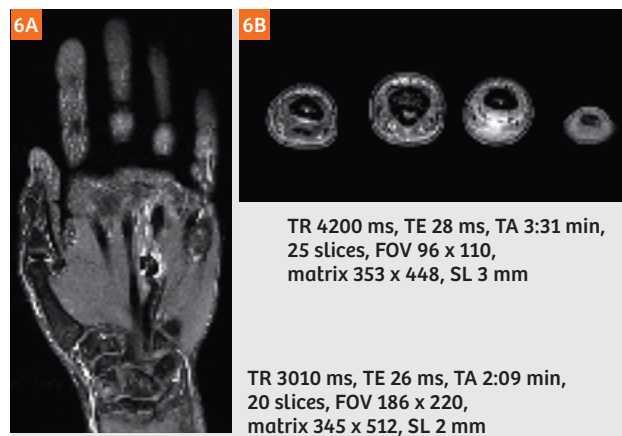 6A
6B
TR 4200 ms, TE 28 ms, TA 3:31 min,
25 slices, FOV 96 x 110,
matrix 353 x 448, SL 3 mm
TR 3010 ms, TE 26 ms, TA 2:09 min,
20 slices, FOV 186 x 220,
matrix 345 x 512, SL 2 mm